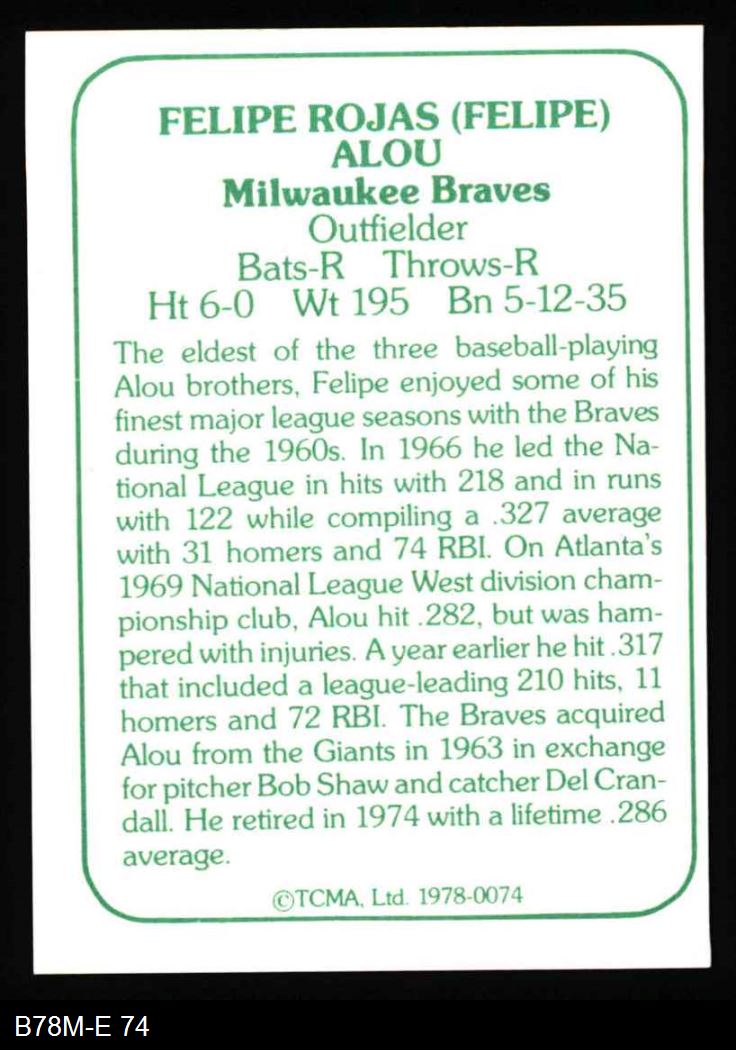 FELIPE ROJAS (FELIPE)
ALOU
Milwaukee Braves
Outfielder
Bats-R Throws-R
Ht 6-0 Wt 195 Bn 5-12-35
The eldest of the three baseball-playing
Alou brothers, Felipe enjoyed some of his
finest major league seasons with the Braves
during the 1960s. In 1966 he led the Na-
tional League in hits with 218 and in runs
with 122 while compiling a .327 average
with 31 homers and 74 RBI. On Atlanta's
1969 National League West division cham-
pionship club, Alou hit .282, but was ham-
pered with injuries. A year earlier he hit .317
that included a league-leading 210 hits, 11
homers and 72 RBI. The Braves acquired
Alou from the Giants in 1963 in exchange
for pitcher Bob Shaw and catcher Del Cran-
dall. He retired in 1974 with a lifetime .286
average.
©TCMA, Ltd. 1978-0074
B78M-E 74